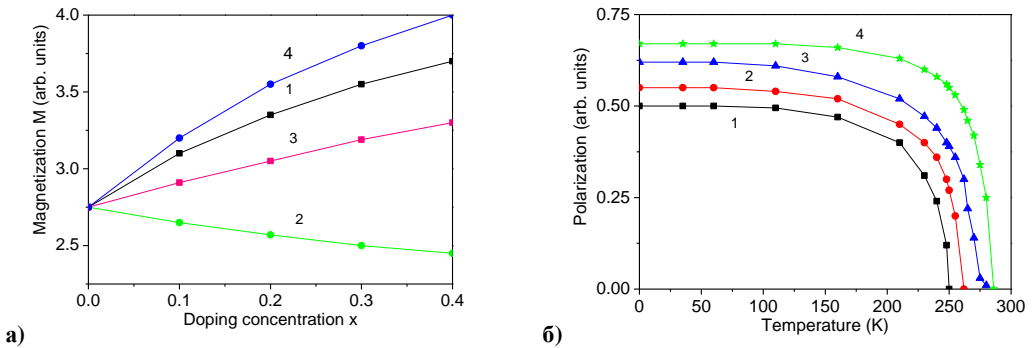 Magnetization M (arb. units)
4.0
3.5
3.0
2.5
4
1
3
2
0.0 0.1 0.2 0.3 0.4
Doping concentration x
а)
Polarization (arb. units)
0.75
0.50
0.25
0.00
4
3
2
1
0 50 100 150 200 250 300
Temperature (K)
б)